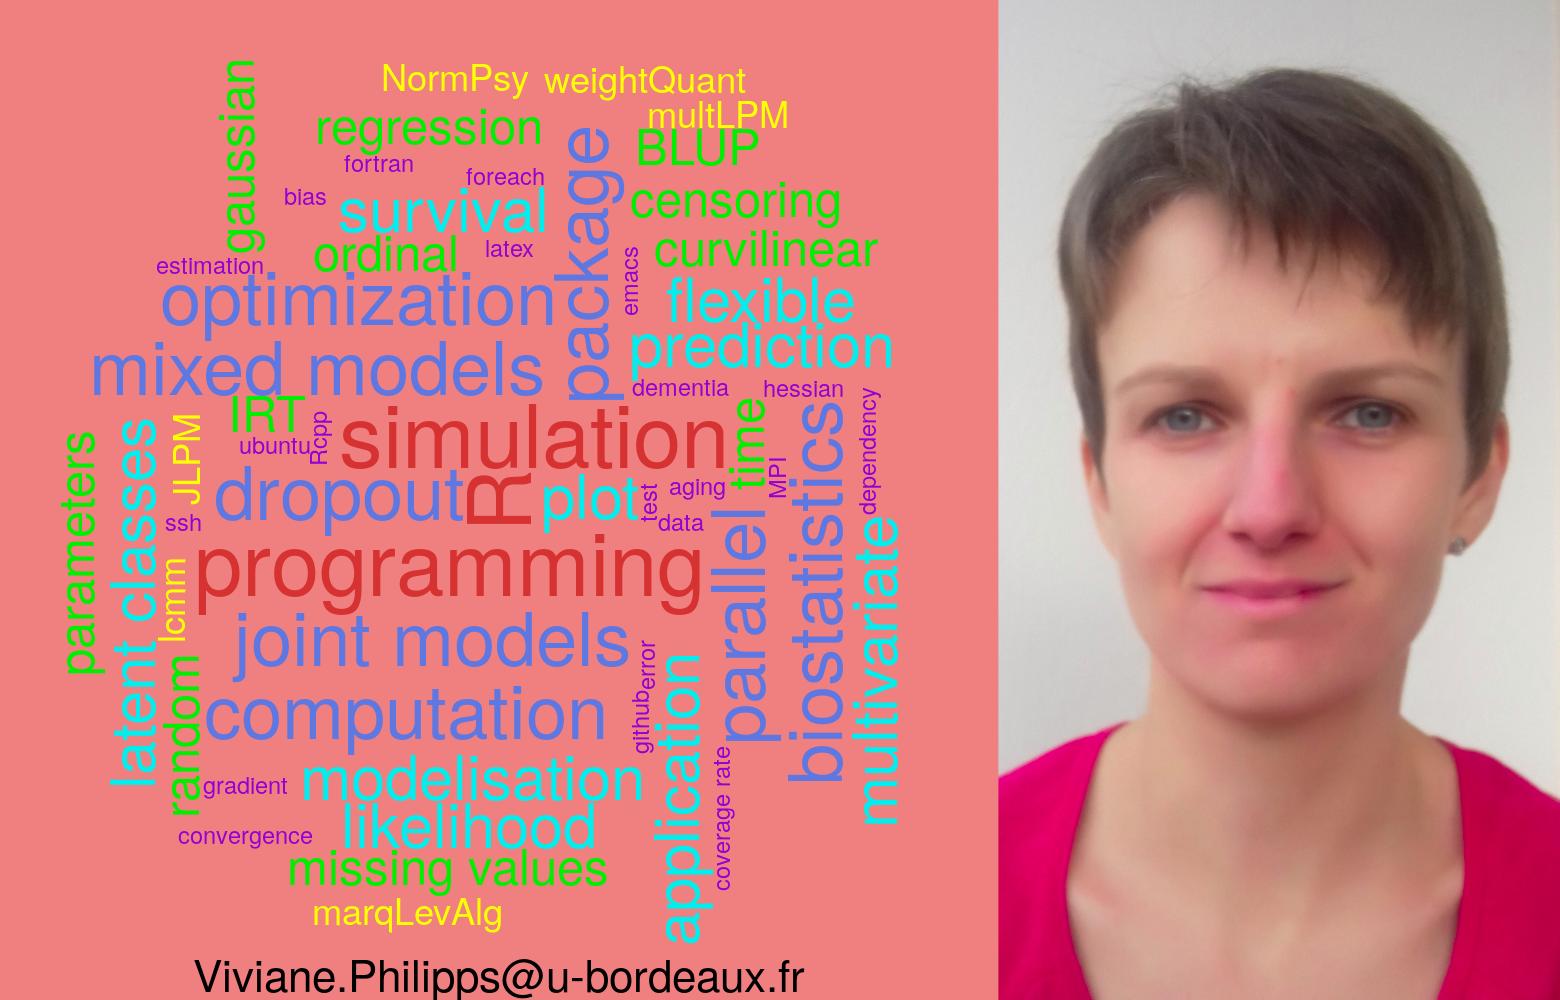 gaussian
NormPsy
weightQuant
multLPM
regression
BLUP
fortran
foreach
package
bias
survival
censoring
ordinal
latex
curvilinear
estimation
emacs
optimization
flexible
prediction
mixed models
dementia
hessian
dependency
IRT
ubuntu
Rcpp
simulation
time
biostatistics
parameters
latent classes
JLPM
dropout
R
plot
test
aging
MPI
data
ssh
lcmm
programming
parallel
multivariate
joint models
error
random
computation
github
application
gradient
modelisation
coverage rate
convergence
likelihood
missing values
marqLevAlg
Viviane.Philipps@u-bordeaux.fr